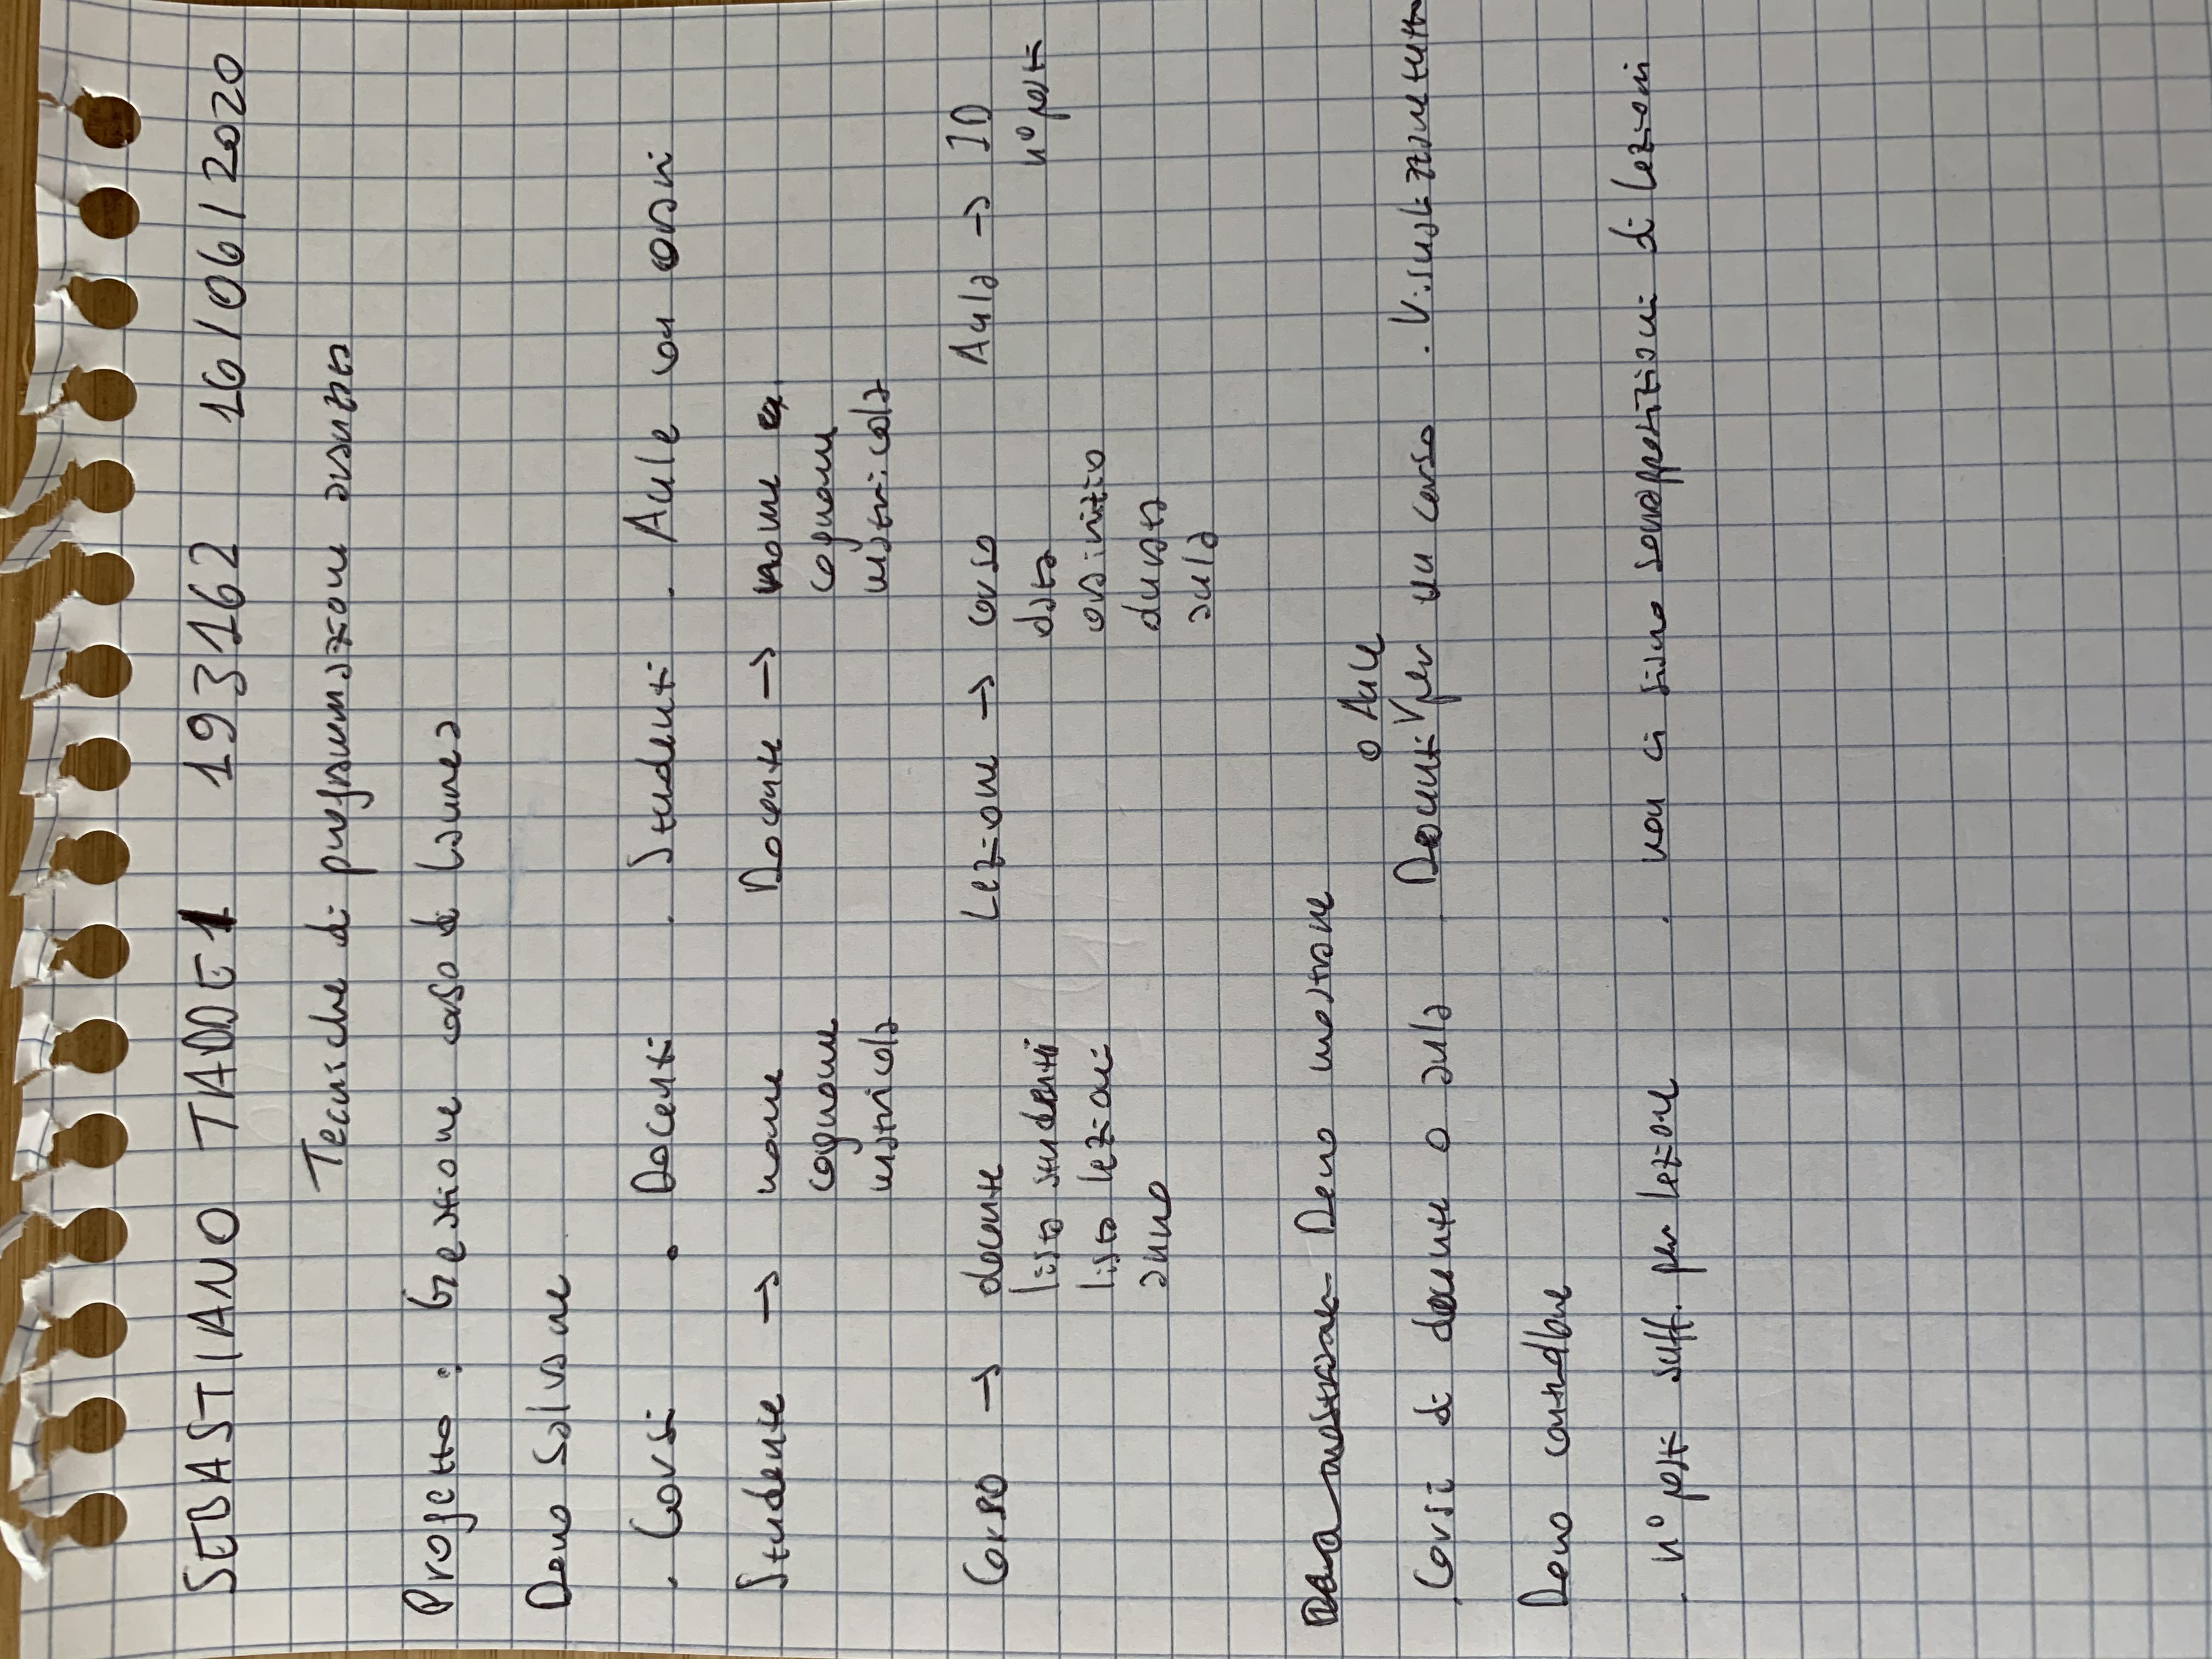 SEBASTIANO TADDEI 193162 16/06/2020
Tecniche di programmazione avanzata
Progetto: Gestione corso di laurea
Devo salvare
. Corsi . Docenti . Studenti . Aule con orari
Studente → nome Docente → nome
cognome cognome
matricola matricola
Corso → docente Lezione → corso Aula → ID
lista studenti data n° posti
lista lezioni ora inizio
anno durata
aula
Devo mostrare Devo mostrare
o Aule
. Corsi di docente o aula . Docenti V per un corso . Visualizzare tutto
Devo controllare
. n° posti suff. per lezione . non ci siano sovrapposizioni di lezioni